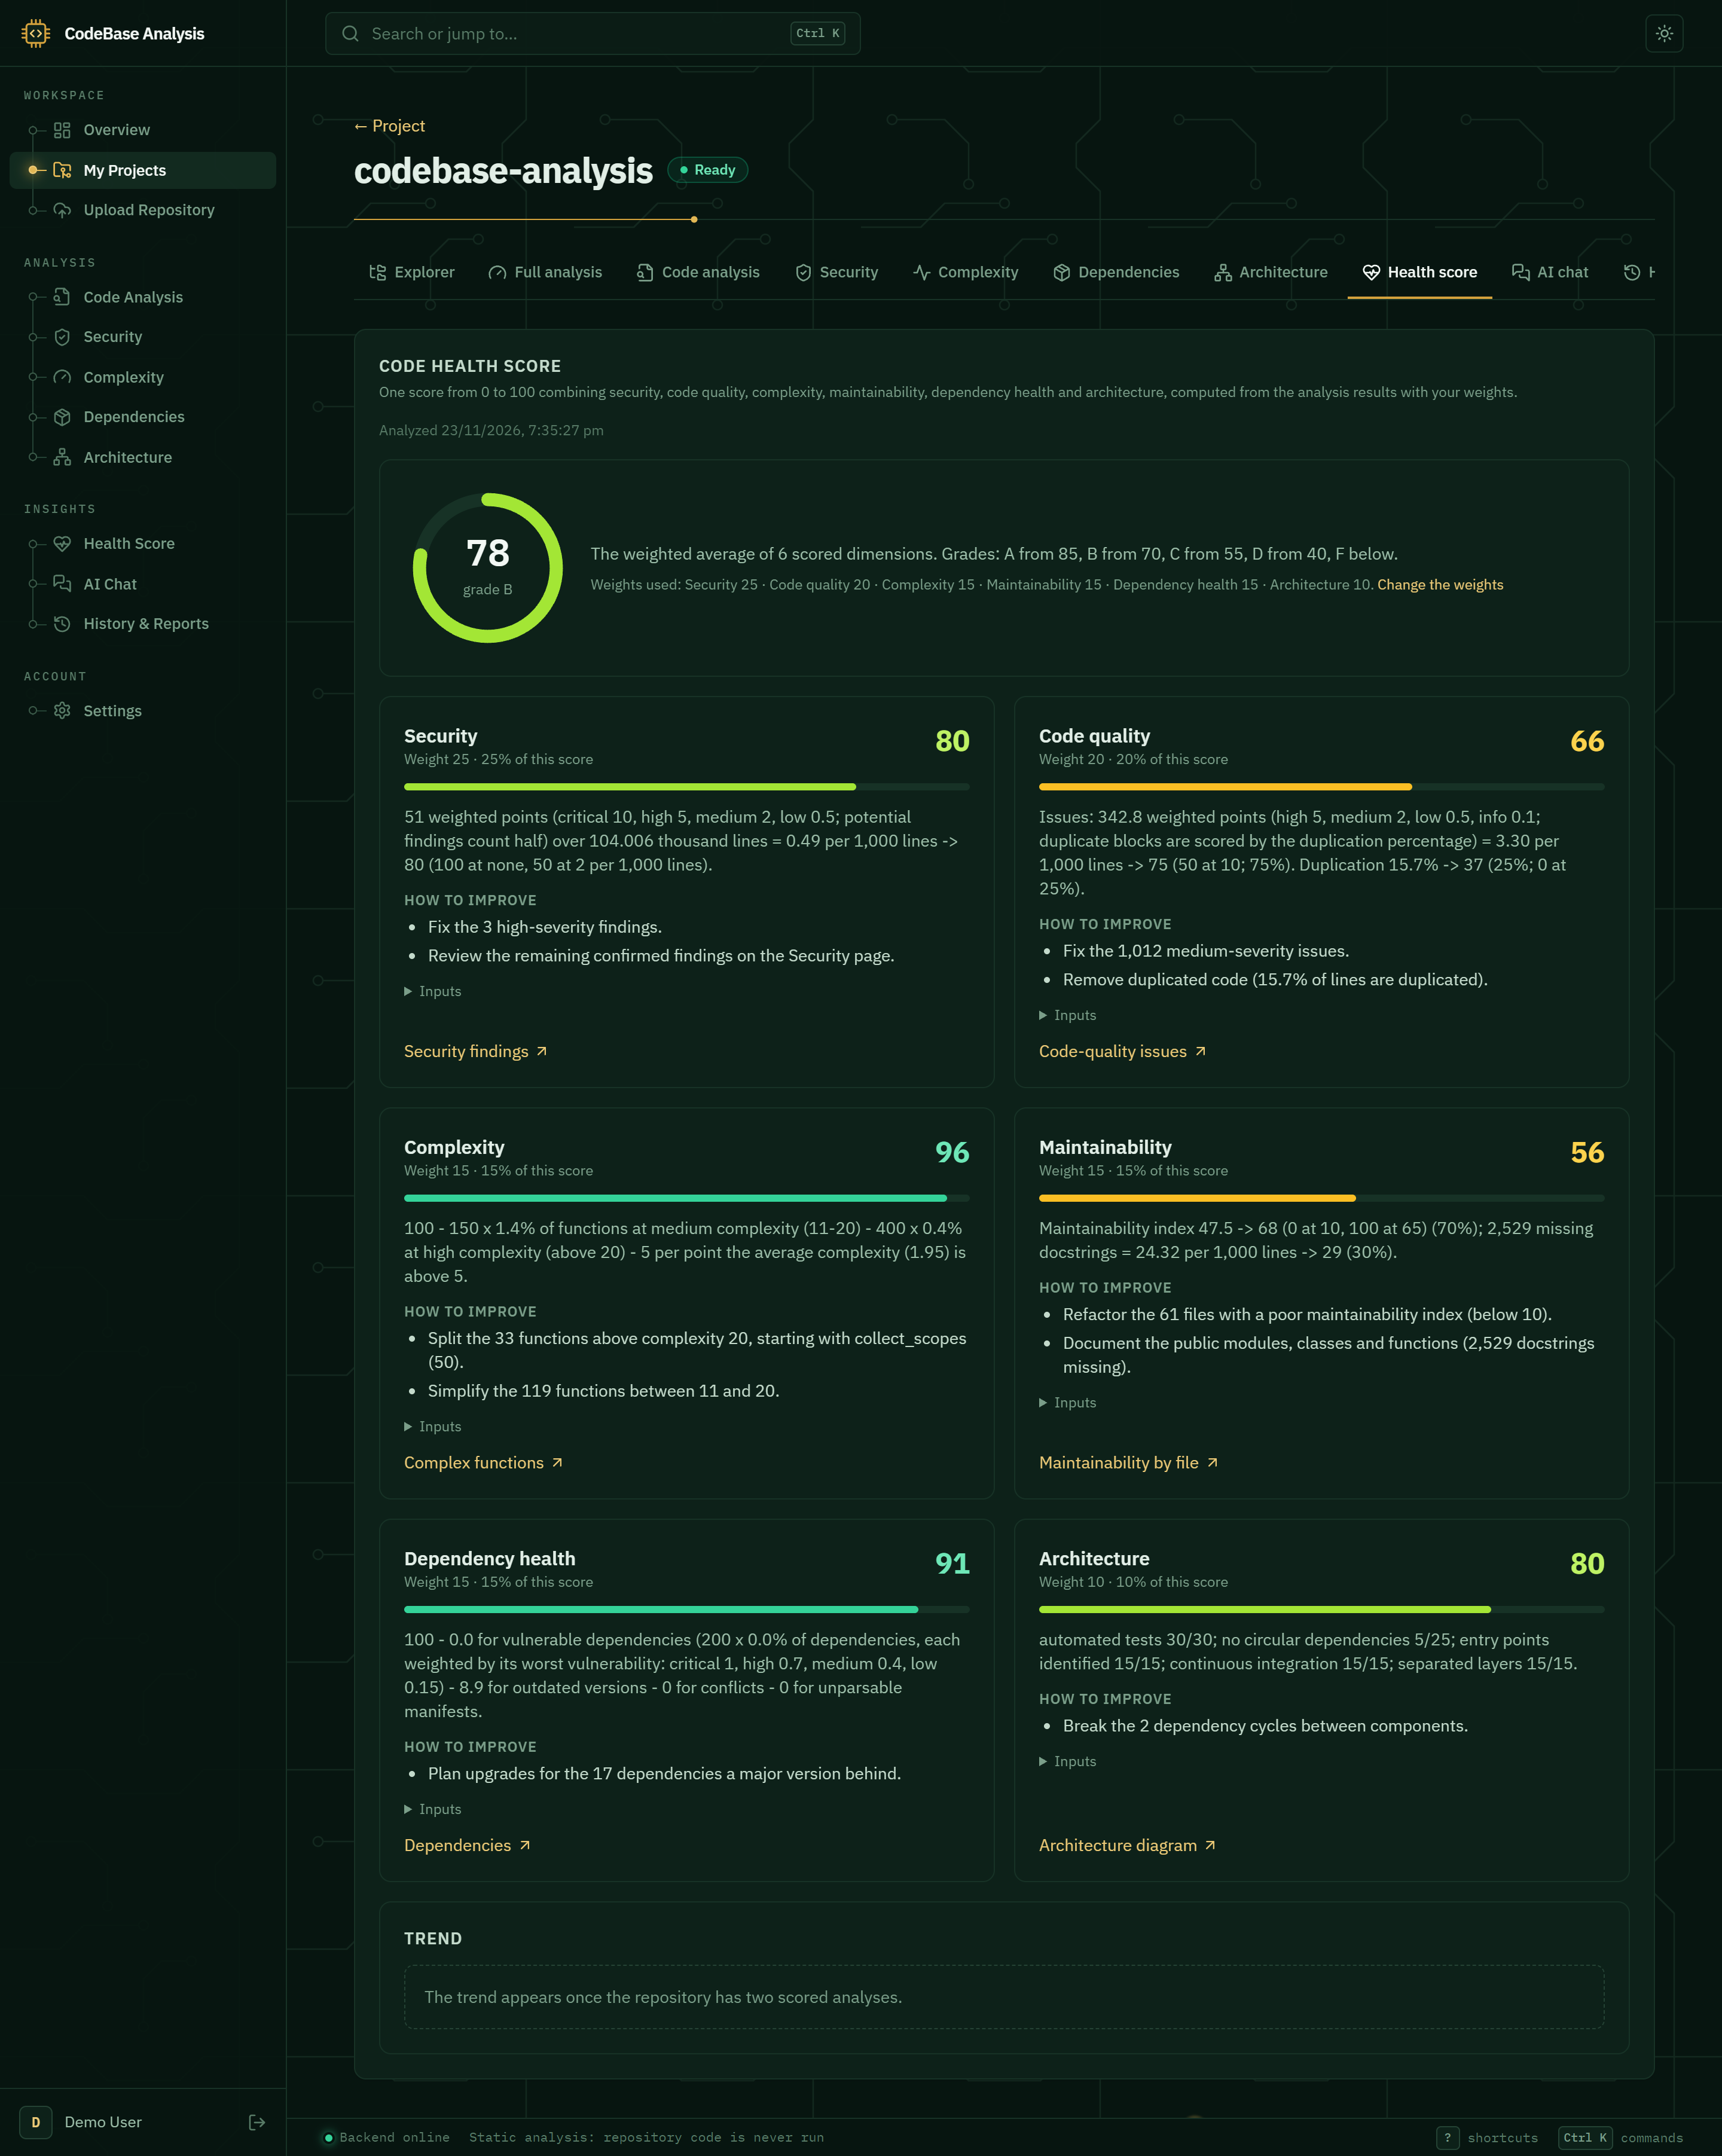 CodeBase Analysis
Search or jump to...
Ctrl K
WORKSPACE
Overview
My Projects
Upload Repository
ANALYSIS
Code Analysis
Security
Complexity
Dependencies
Architecture
INSIGHTS
Health Score
AI Chat
History & Reports
ACCOUNT
Settings
← Project
codebase-analysis
Ready
Explorer
Full analysis
Code analysis
Security
Complexity
Dependencies
Architecture
Health score
AI chat
CODE HEALTH SCORE
One score from 0 to 100 combining security, code quality, complexity, maintainability, dependency health and architecture, computed from the analysis results with your weights.
Analyzed 23/11/2026, 7:35:27 pm
78
grade B
The weighted average of 6 scored dimensions. Grades: A from 85, B from 70, C from 55, D from 40, F below.
Weights used: Security 25 · Code quality 20 · Complexity 15 · Maintainability 15 · Dependency health 15 · Architecture 10. Change the weights
Security
80
Weight 25 · 25% of this score
51 weighted points (critical 10, high 5, medium 2, low 0.5; potential
findings count half) over 104.006 thousand lines = 0.49 per 1,000 lines ->
80 (100 at none, 50 at 2 per 1,000 lines).
HOW TO IMPROVE
• Fix the 3 high-severity findings.
• Review the remaining confirmed findings on the Security page.
Inputs
Security findings
Code quality
66
Weight 20 · 20% of this score
Issues: 342.8 weighted points (high 5, medium 2, low 0.5, info 0.1;
duplicate blocks are scored by the duplication percentage) = 3.30 per
1,000 lines -> 75 (50 at 10; 75%). Duplication 15.7% -> 37 (25%; 0 at
25%).
HOW TO IMPROVE
• Fix the 1,012 medium-severity issues.
• Remove duplicated code (15.7% of lines are duplicated).
Inputs
Code-quality issues
Complexity
96
Weight 15 · 15% of this score
100 - 150 x 1.4% of functions at medium complexity (11-20) - 400 x 0.4%
at high complexity (above 20) - 5 per point the average complexity (1.95) is
above 5.
HOW TO IMPROVE
• Split the 33 functions above complexity 20, starting with collect_scopes
(50).
• Simplify the 119 functions between 11 and 20.
Inputs
Complex functions
Maintainability
56
Weight 15 · 15% of this score
Maintainability index 47.5 -> 68 (0 at 10, 100 at 65) (70%); 2,529 missing
docstrings = 24.32 per 1,000 lines -> 29 (30%).
HOW TO IMPROVE
• Refactor the 61 files with a poor maintainability index (below 10).
• Document the public modules, classes and functions (2,529 docstrings
missing).
Inputs
Maintainability by file
Dependency health
91
Weight 15 · 15% of this score
100 - 0.0 for vulnerable dependencies (200 x 0.0% of dependencies, each
weighted by its worst vulnerability: critical 1, high 0.7, medium 0.4, low
0.15) - 8.9 for outdated versions - 0 for conflicts - 0 for unparsable
manifests.
HOW TO IMPROVE
• Plan upgrades for the 17 dependencies a major version behind.
Inputs
Dependencies
Architecture
80
Weight 10 · 10% of this score
automated tests 30/30; no circular dependencies 5/25; entry points
identified 15/15; continuous integration 15/15; separated layers 15/15.
HOW TO IMPROVE
• Break the 2 dependency cycles between components.
Inputs
Architecture diagram
TREND
The trend appears once the repository has two scored analyses.
D
Demo User
Backend online
Static analysis: repository code is never run
? shortcuts
Ctrl K commands